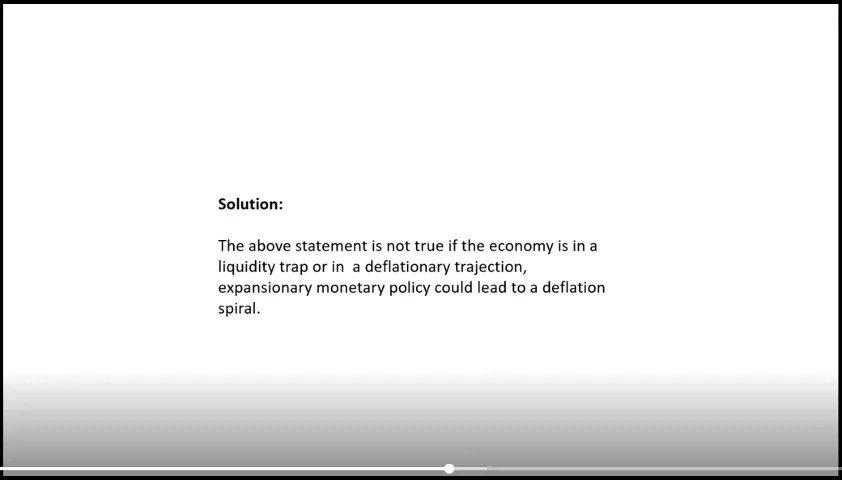 Solution:
The above statement is not true if the economy is in a
liquidity trap or in a deflationary trajection,
expansionary monetary policy could lead to a deflation
spiral.